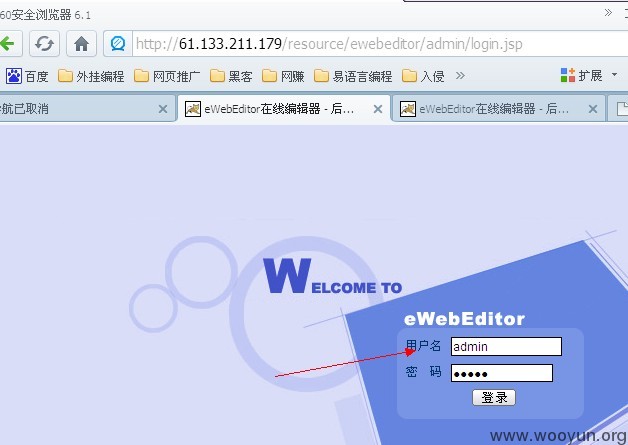 60安全浏览器 6.1
http://61.133.211.179/resource/ewebeditor/admin/login.jsp
百度 外挂编程 网页推广 黑客 网赚 易语言编程 入侵 » 扩展
航已取消 eWebEditor在线编辑器 - 后... eWebEditor在线编辑器 - 后...
WELCOME TO
eWebEditor
用户名 admin
密 码 •••••
登录
www.wooyun.org